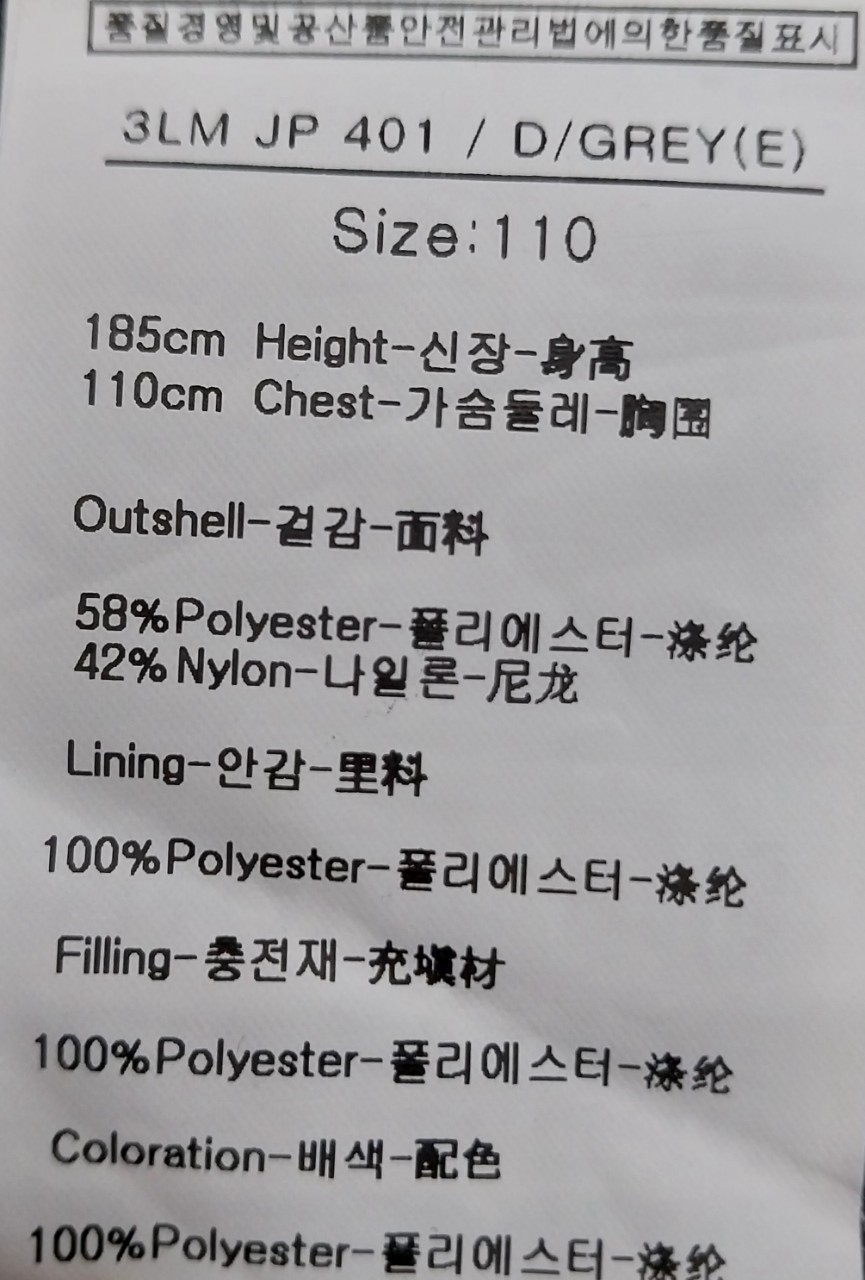 품질경영및공산품안전관리법에의한품질표시
3LM JP 401 / D/GREY(E)
Size:110
185cm Height-신장-身高
110cm Chest-가슴둘레-胸围
Outshell-겉감-面料
58%Polyester-폴리에스터-涤纶
42%Nylon-나일론-尼龙
Lining-안감-里料
100%Polyester-폴리에스터-涤纶
Filling-충전재-充塡材
100%Polyester-폴리에스터-涤纶
Coloration-배색-配色
100%Polyester-폴리에스터-涤纶